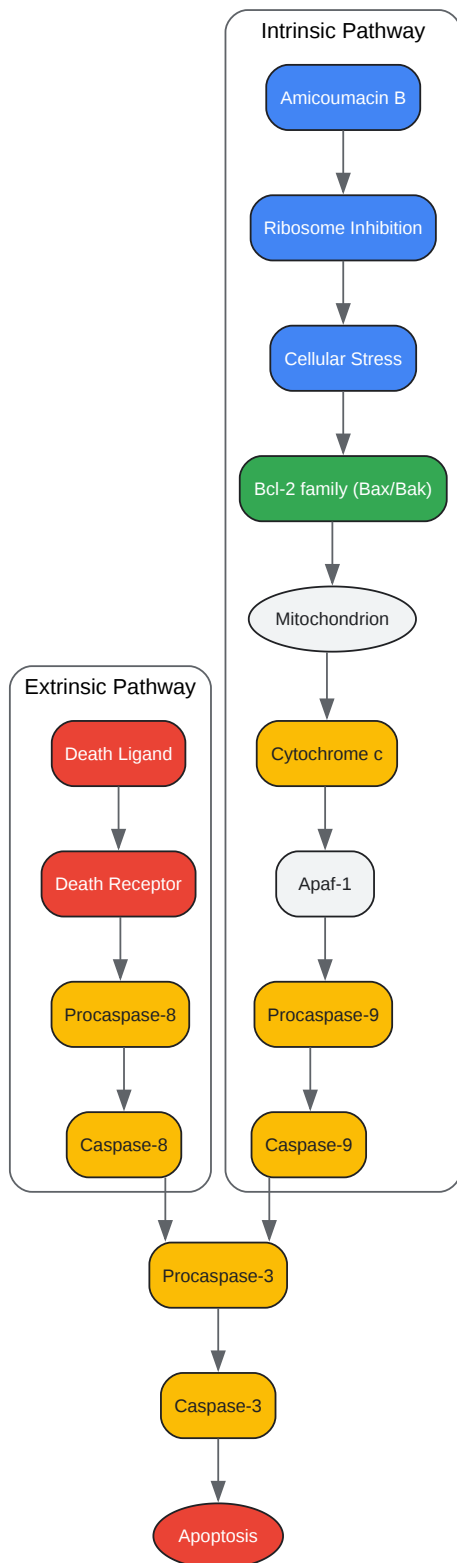 Intrinsic Pathway
Amicoumacin B
Ribosome Inhibition
Cellular Stress
Bcl-2 family (Bax/Bak)
Mitochondrion
Cytochrome c
Apaf-1
Procaspase-9
Caspase-9
Extrinsic Pathway
Death Ligand
Death Receptor
Procaspase-8
Caspase-8
Procaspase-3
Caspase-3
Apoptosis